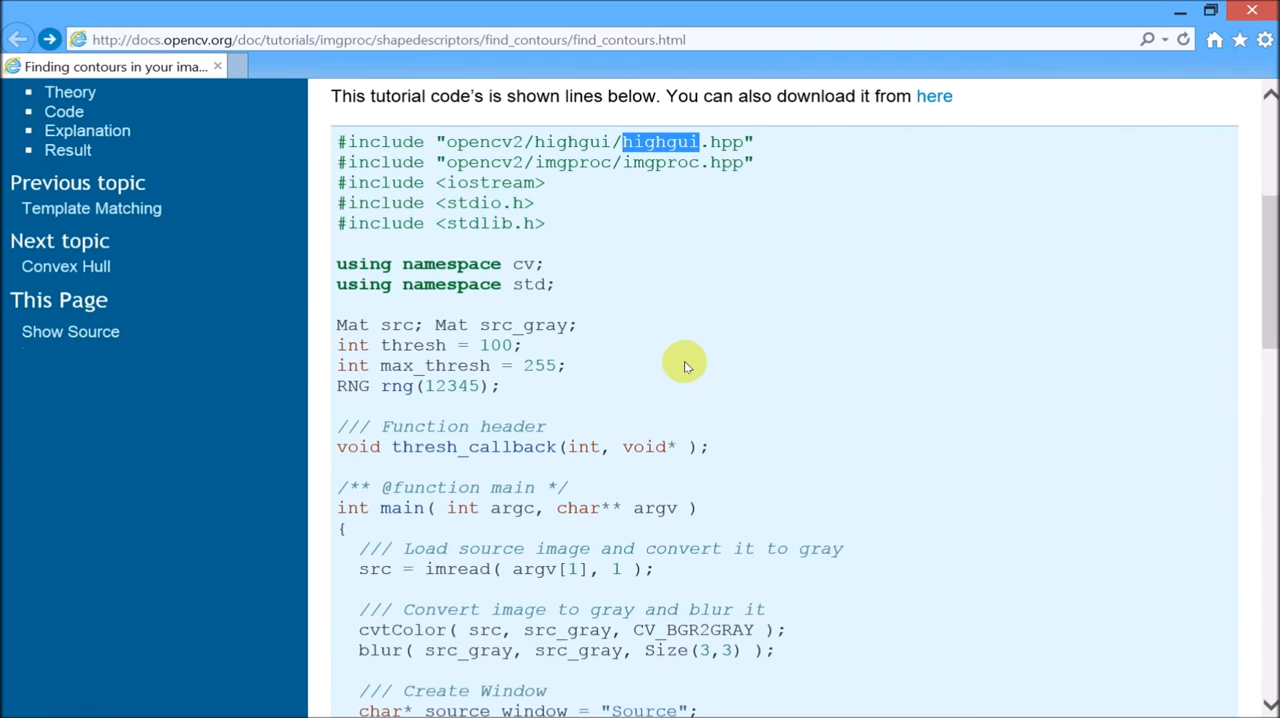 http://docs.opencv.org/doc/tutorials/imgproc/shapedescriptors/find_contours/find_contours.html
Finding contours in your ima...
Theory
Code
Explanation
Result
Previous topic
Template Matching
Next topic
Convex Hull
This Page
Show Source
This tutorial code's is shown lines below. You can also download it from here
#include "opencv2/highgui/highgui.hpp"
#include "opencv2/imgproc/imgproc.hpp"
#include <iostream>
#include <stdio.h>
#include <stdlib.h>
using namespace cv;
using namespace std;
Mat src; Mat src_gray;
int thresh = 100;
int max_thresh = 255;
RNG rng(12345);
/// Function header
void thresh_callback(int, void* );
/** @function main */
int main( int argc, char** argv )
{
/// Load source image and convert it to gray
src = imread( argv[1], 1 );
/// Convert image to gray and blur it
cvtColor( src, src_gray, CV_BGR2GRAY );
blur( src_gray, src_gray, Size(3,3) );
/// Create Window
char* source_window = "Source";